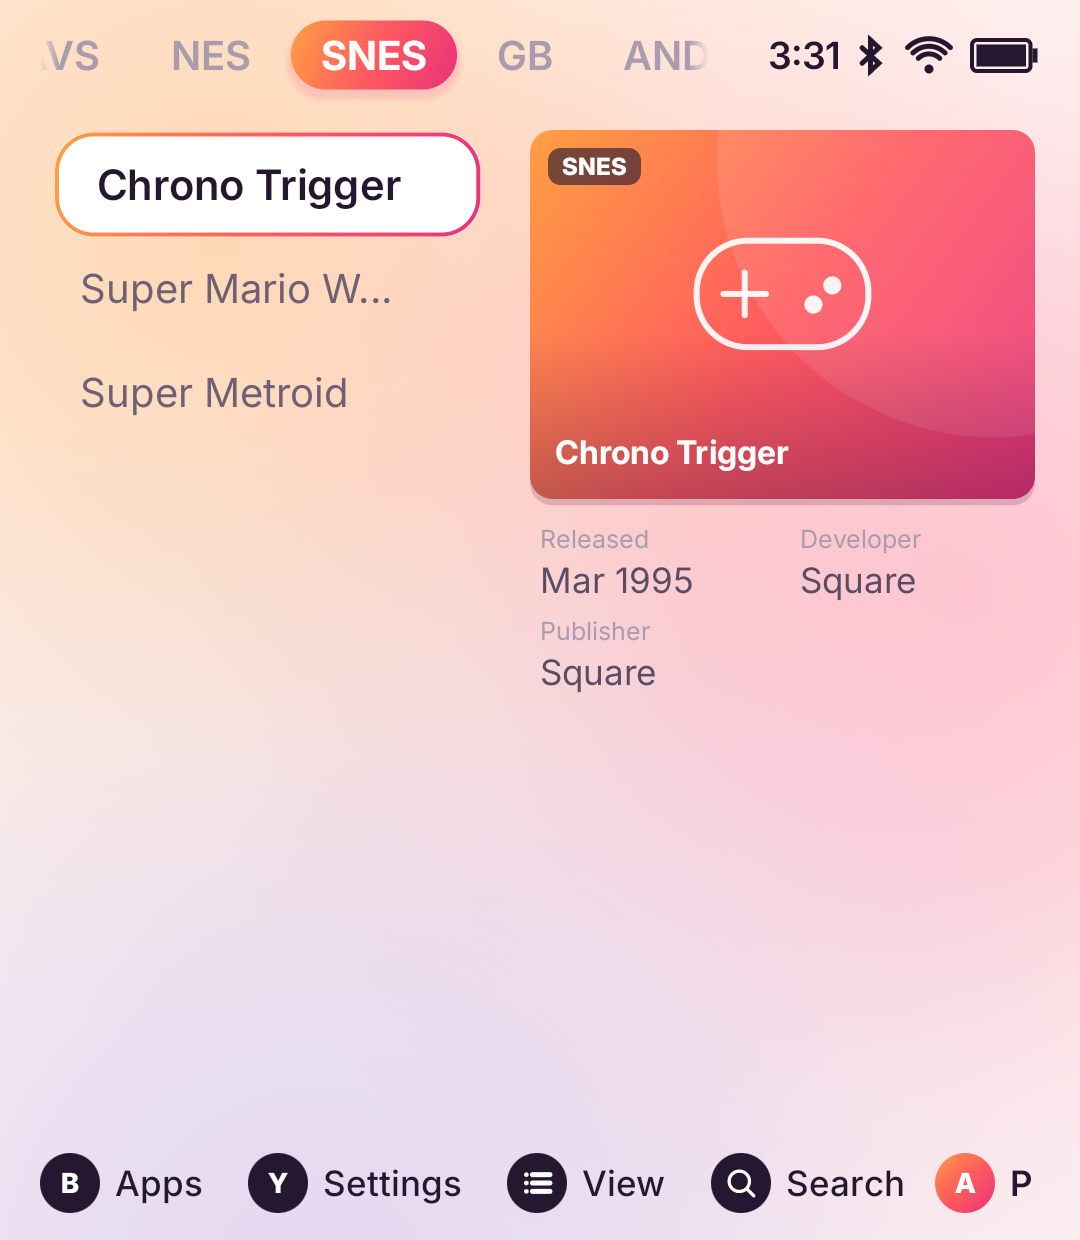 VS NES SNES GB AND 3:31
Chrono Trigger
Super Mario W...
Super Metroid
SNES
Chrono Trigger
Released
Mar 1995
Developer
Square
Publisher
Square
B Apps Y Settings View Search A P